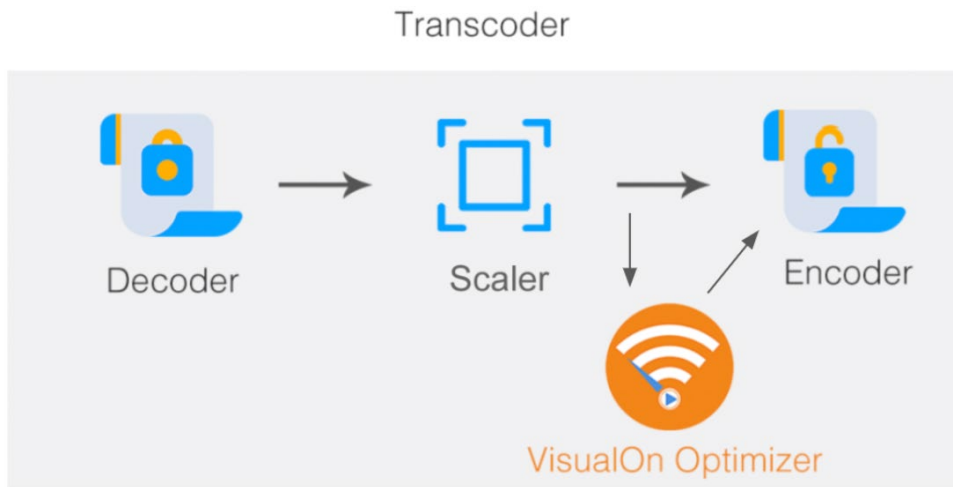 Transcoder
Decoder
Scaler
Encoder
VisualOn Optimizer